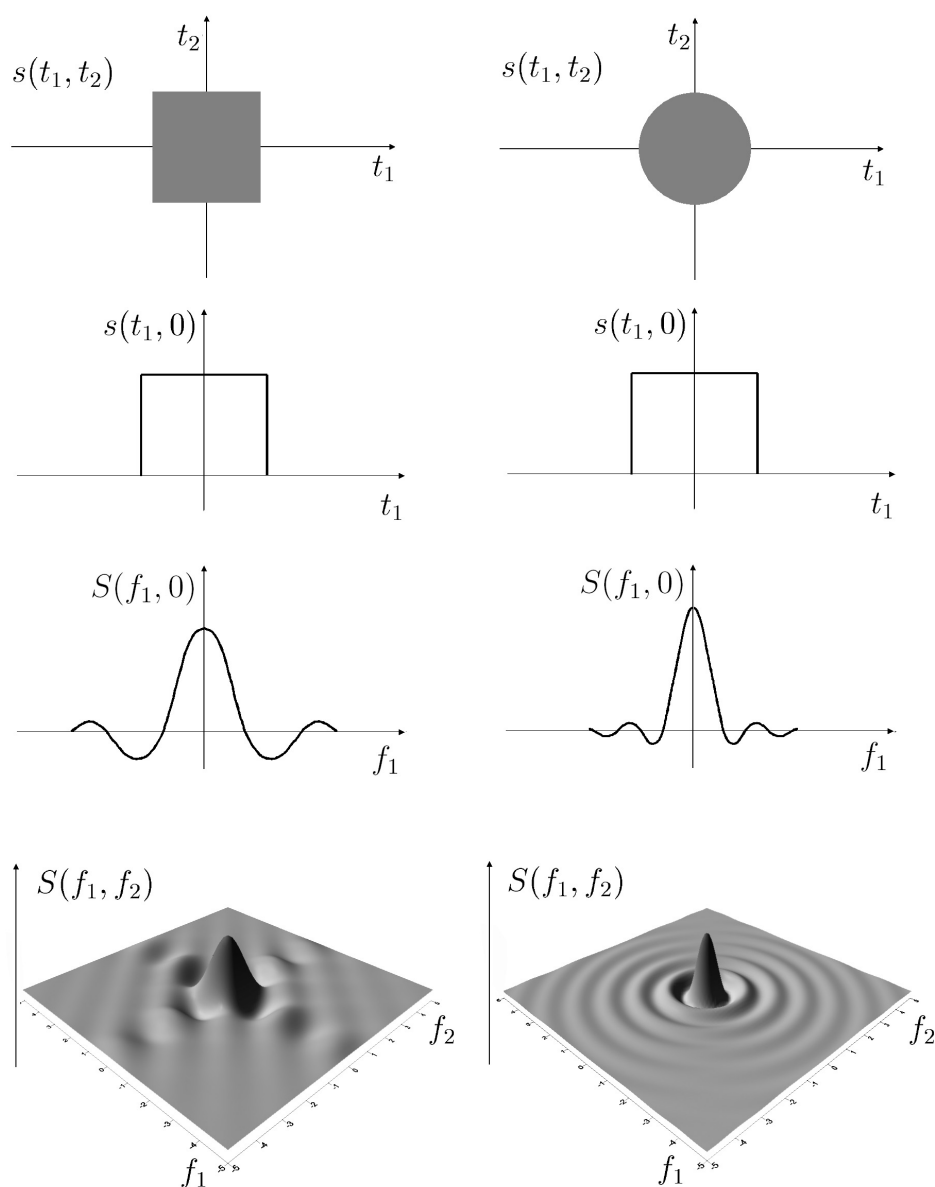 t_2
s(t_1, t_2)
t_1
t_2
s(t_1, t_2)
t_1
s(t_1, 0)
t_1
s(t_1, 0)
t_1
S(f_1, 0)
f_1
S(f_1, 0)
f_1
S(f_1, f_2)
f_2
f_1
S(f_1, f_2)
f_2
f_1